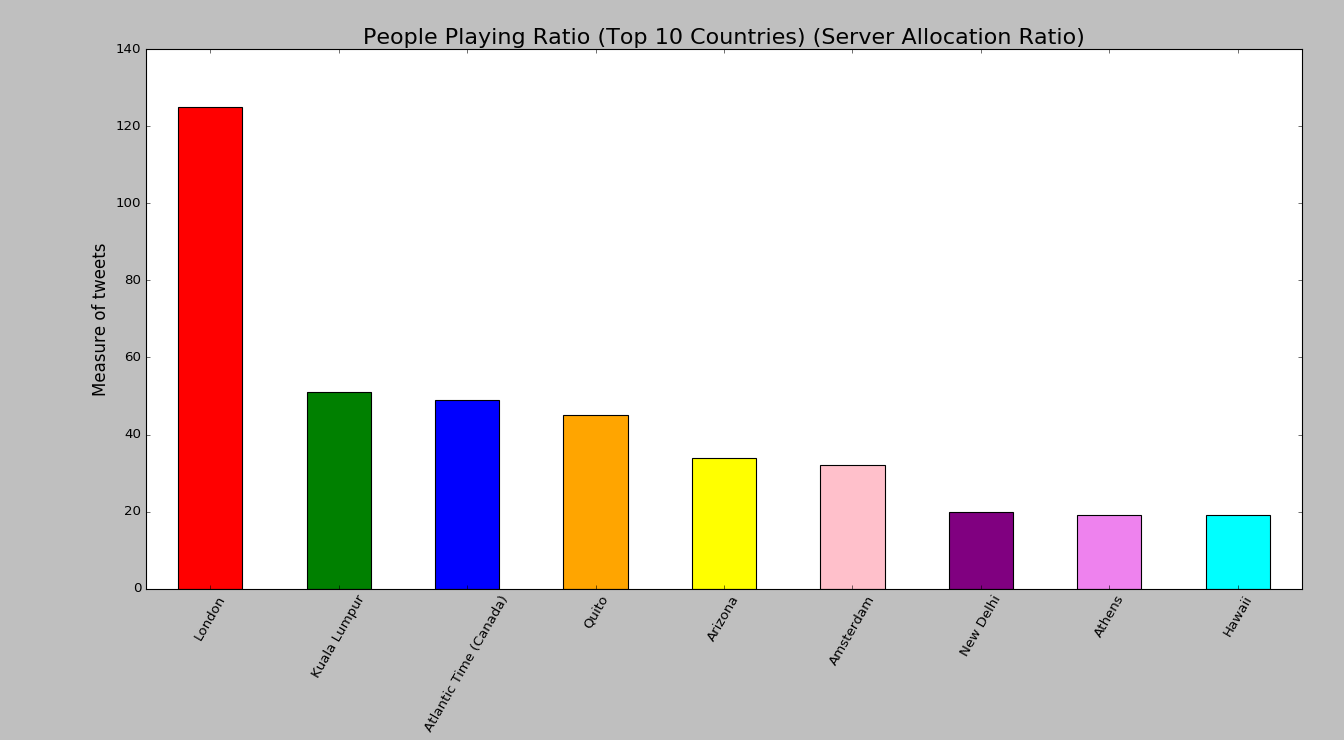 People Playing Ratio (Top 10 Countries) (Server Allocation Ratio)
Measure of tweets
140
120
100
80
60
40
20
0
London
Kuala Lumpur
Atlantic Time (Canada)
Quito
Arizona
Amsterdam
New Delhi
Athens
Hawaii